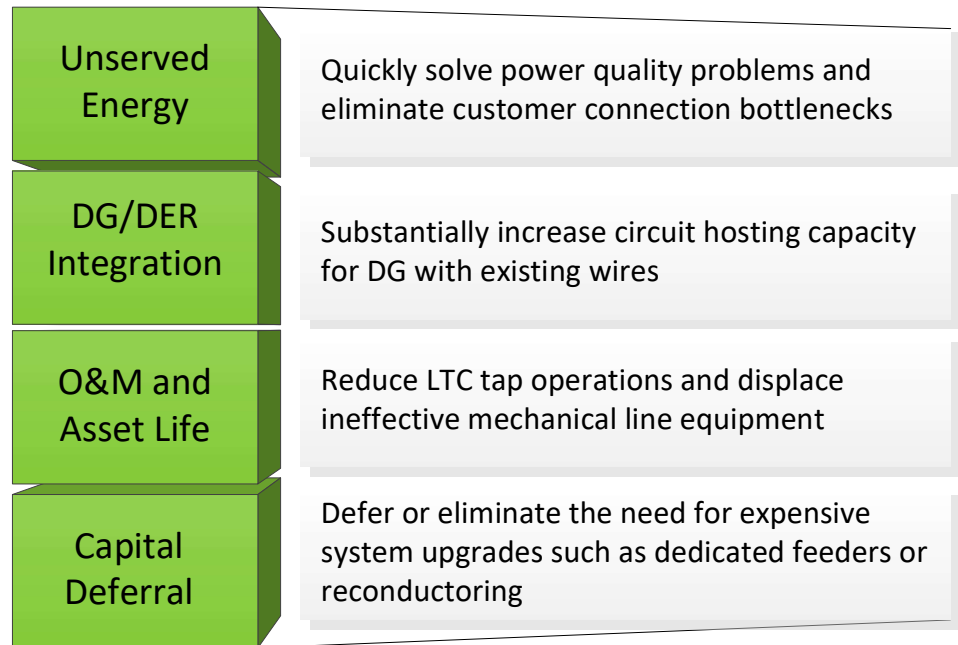 Unserved
Energy
Quickly solve power quality problems and
eliminate customer connection bottlenecks
DG/DER
Integration
Substantially increase circuit hosting capacity
for DG with existing wires
O&M and
Asset Life
Reduce LTC tap operations and displace
ineffective mechanical line equipment
Capital
Deferral
Defer or eliminate the need for expensive
system upgrades such as dedicated feeders or
reconductoring